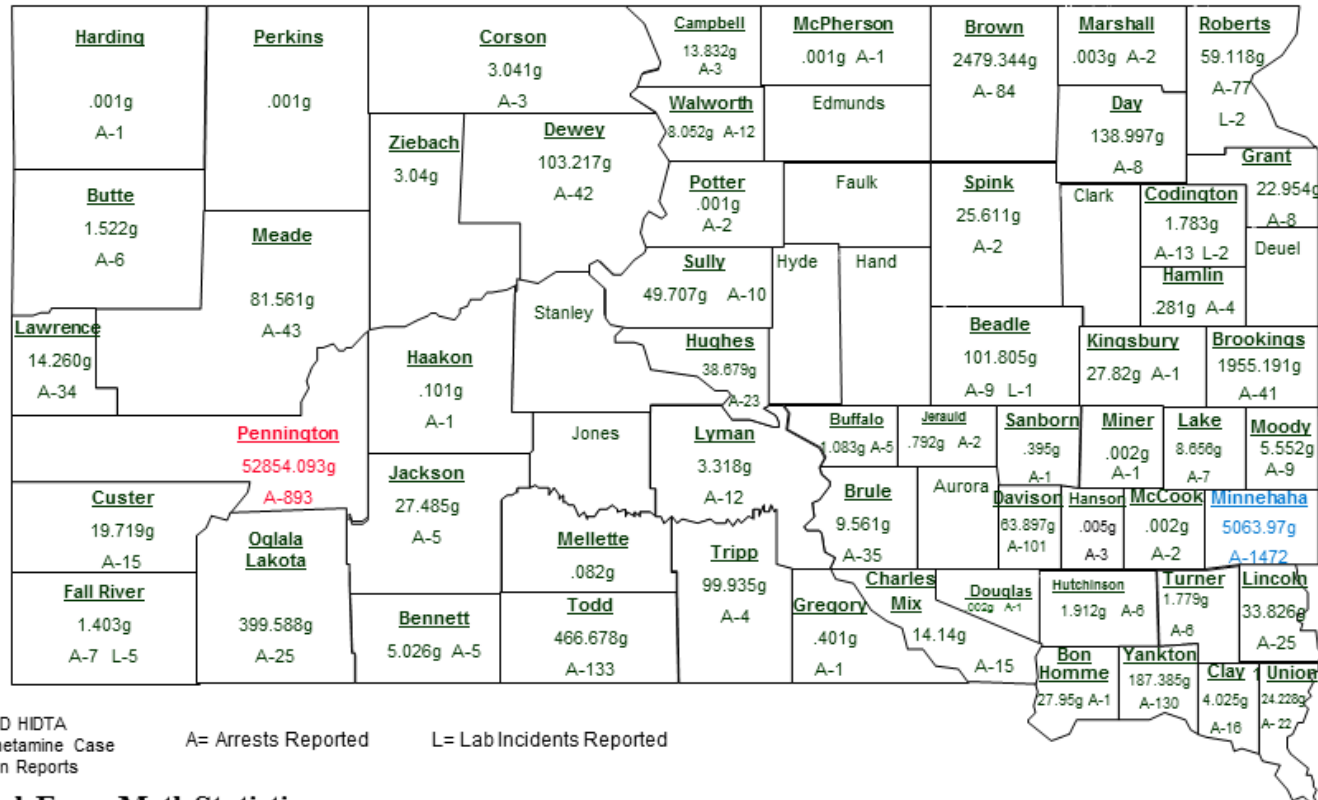 Harding
.001g
A-1
Perkins
.001g
Corson
3.041g
A-3
Campbell
13.832g
A-3
McPherson
.001g A-1
Brown
2479.344g
A- 84
Marshall
.003g A-2
Roberts
59.118g
A-77
L-2
Walworth
8.052g A-12
Edmunds
Day
138.997g
A-8
Ziebach
3.04g
Dewey
103.217g
A-42
Grant
22.954g
A-8
Butte
1.522g
A-6
Potter
.001g
A-2
Faulk
Spink
25.611g
A-2
Clark
Codington
1.783g
A-13 L-2
Deuel
Meade
81.561g
A-43
Sully
49.707g A-10
Hyde
Hand
Hamlin
.281g A-4
Lawrence
14.260g
A-34
Stanley
Haakon
.101g
A-1
Hughes
38.679g
A-23
Beadle
101.805g
A-9 L-1
Kingsbury
27.82g A-1
Brookings
1955.191g
A-41
Pennington
52854.093g
A-893
Jones
Lyman
3.318g
A-12
Buffalo
1.083g A-5
Jerauld
.792g A-2
Sanborn
.395g
A-1
Miner
.002g
A-1
Lake
8.656g
A-7
Moody
5.552g
A-9
Custer
19.719g
A-15
Jackson
27.485g
A-5
Brule
9.561g
A-35
Aurora
Davison
63.897g
A-101
Hanson
.005g
A-3
McCook
.002g
A-2
Minnehaha
5063.97g
A-1472
Oglala
Lakota
399.588g
A-25
Mellette
.082g
Tripp
99.935g
A-4
Fall River
1.403g
A-7 L-5
Bennett
5.026g A-5
Todd
466.678g
A-133
Gregory
.401g
A-1
Charles
Mix
14.14g
A-15
Douglas
.002g A-1
Hutchinson
1.912g A-6
Turner
1.779g
A-6
Lincoln
33.826g
A-25
Bon
Homme
27.95g A-1
Yankton
187.385g
A-130
Clay 1
4.025g
A-16
Union
24.228g
A- 22
D HIDTA
etamine Case
n Reports
A= Arrests Reported
L= Lab Incidents Reported